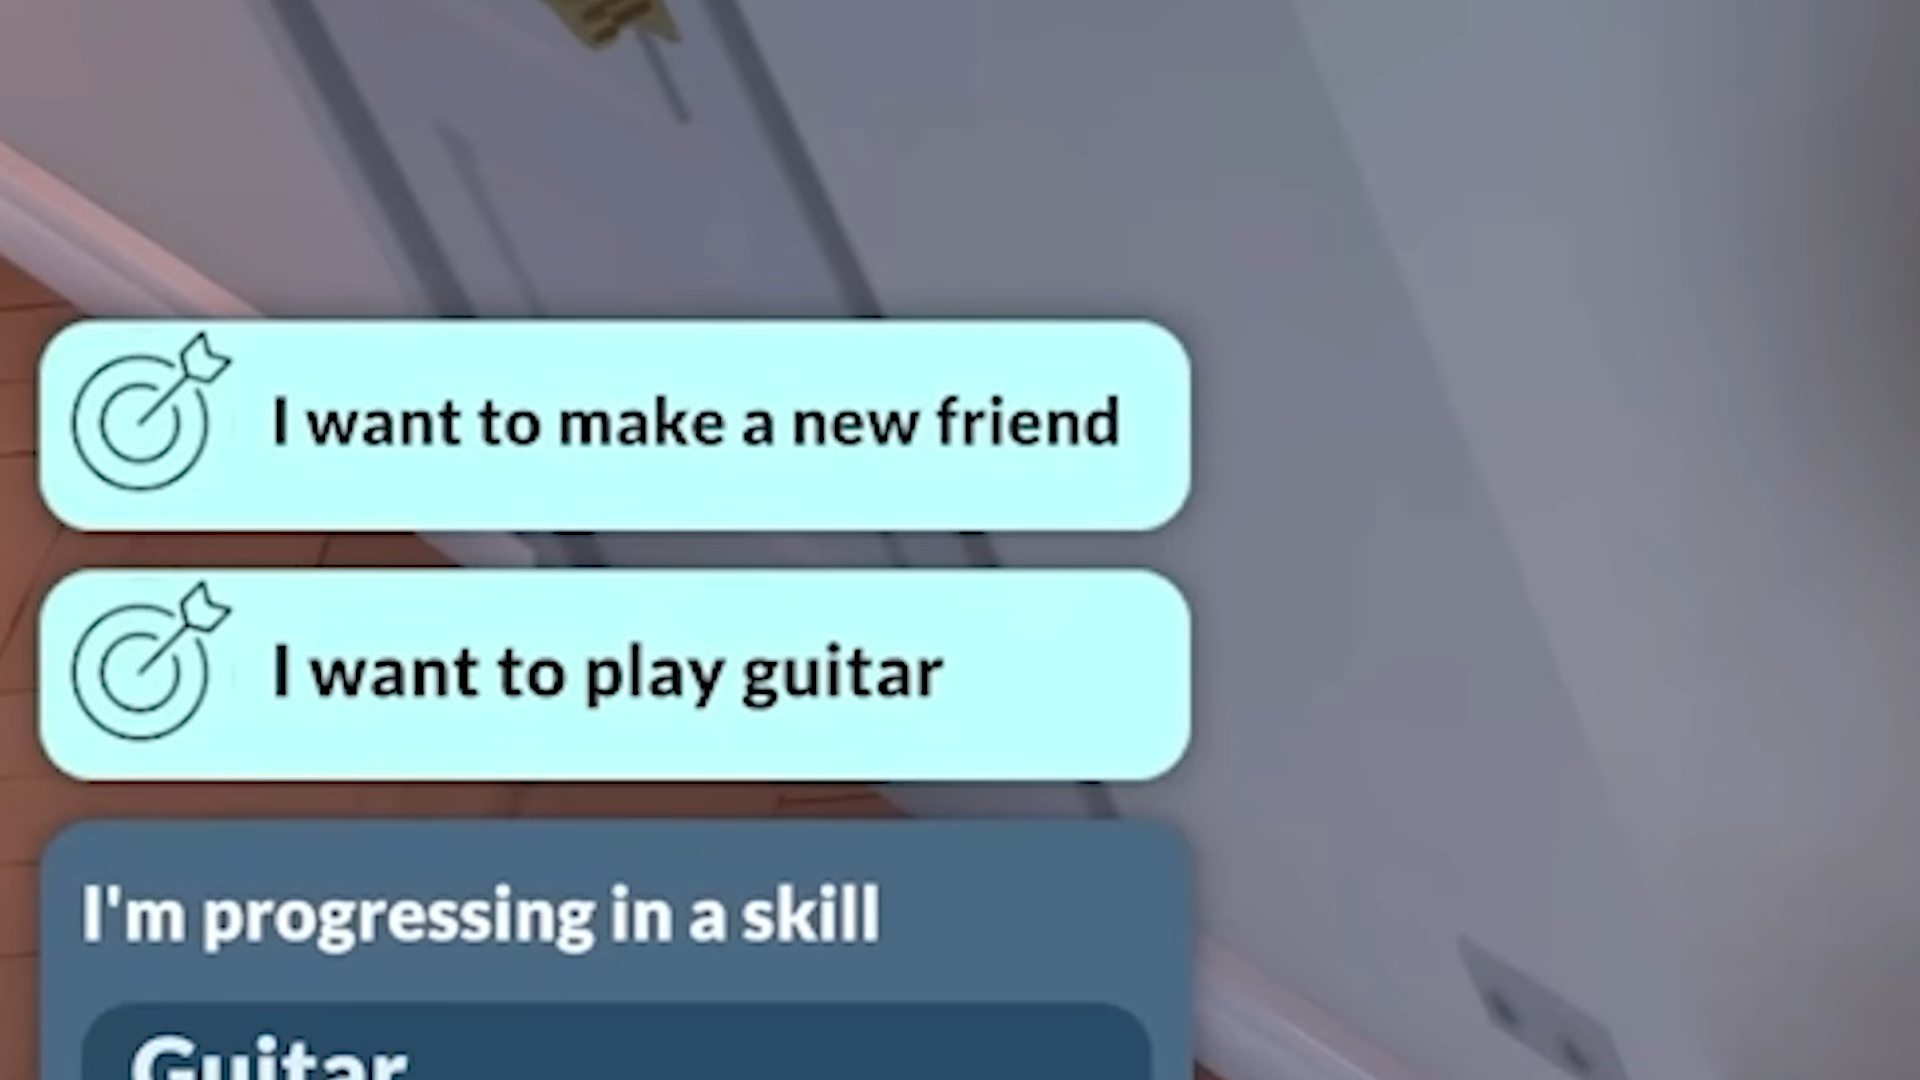 I want to make a new friend
I want to play guitar
I'm progressing in a skill
Guitar